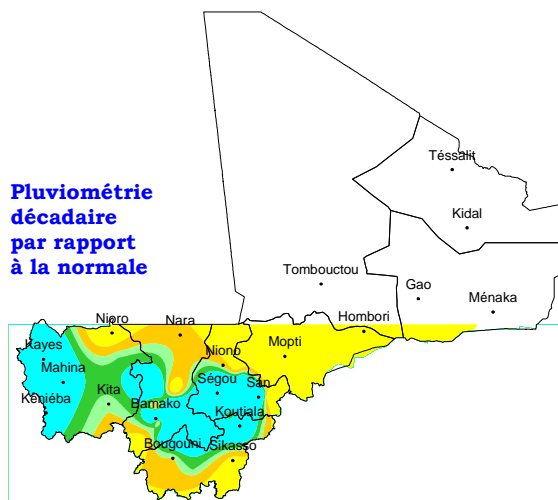 Téssalit
Pluviométrie
décadaire
par rapport
à la normale
Kidal
Tombouctou
Gao
Ménaka
Hombori
Nioro
Nara
Kayes
Niono
Mopti
Mahina
Ségou
San
Kéniéba
Kita
Bamako
Koutiala
Bougouni
Sikasso